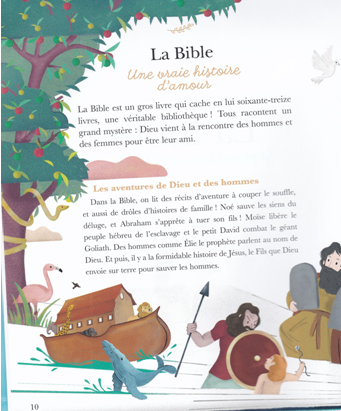 La Bible
Une vraie histoire
d'amour
La Bible est un gros livre qui cache en lui soixante-treize
livres, une véritable bibliothèque ! Tous racontent un
grand mystère : Dieu vient à la rencontre des hommes et
des femmes pour être leur ami.
Les aventures de Dieu et des hommes
Dans la Bible, on lit des récits d'aventure à couper le souffle,
et aussi de drôles d'histoires de famille ! Noé sauve les siens du
déluge, et Abraham s'apprête à tuer son fils ! Moïse libère le
peuple hébreu de l'esclavage et le petit David combat le géant
Goliath. Des hommes comme Élie le prophète parlent au nom de
Dieu. Et puis, il y a la formidable histoire de Jésus, le Fils que Dieu
envoie sur terre pour sauver les hommes.
10